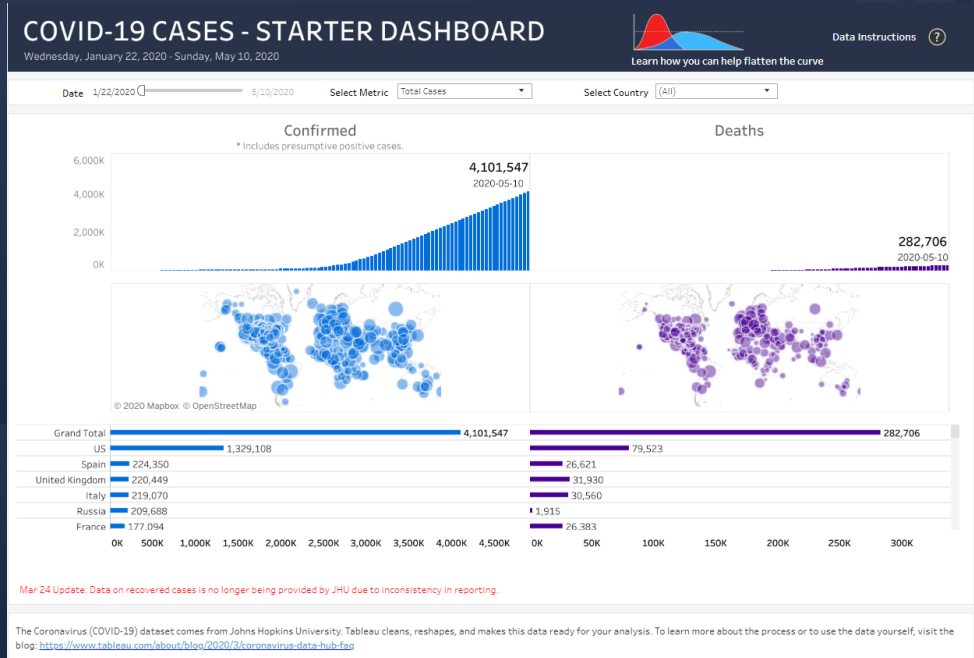 COVID-19 CASES - STARTER DASHBOARD
Wednesday, January 22, 2020 - Sunday, May 10, 2020
Learn how you can help flatten the curve
Data Instructions ?
Date 1/22/2020 5/10/2020 Select Metric Total Cases Select Country (All)
Confirmed Deaths
* Includes presumptive positive cases.
6,000K
4,101,547
2020-05-10
4,000K
2,000K
0K
282,706
2020-05-10
© 2020 Mapbox © OpenStreetMap
Grand Total 4,101,547 282,706
US 1,329,108 79,523
Spain 224,350 26,621
United Kingdom 220,449 31,930
Italy 219,070 30,560
Russia 209,688 1,915
France 177,094 26,383
0K 500K 1,000K 1,500K 2,000K 2,500K 3,000K 3,500K 4,000K 4,500K 0K 50K 100K 150K 200K 250K 300K
Mar 24 Update: Data on recovered cases is no longer being provided by JHU due to inconsistency in reporting.
The Coronavirus (COVID-19) dataset comes from Johns Hopkins University. Tableau cleans, reshapes, and makes this data ready for your analysis. To learn more about the process or to use the data yourself, visit the
blog: https://www.tableau.com/about/blog/2020/3/coronavirus-data-hub-faq